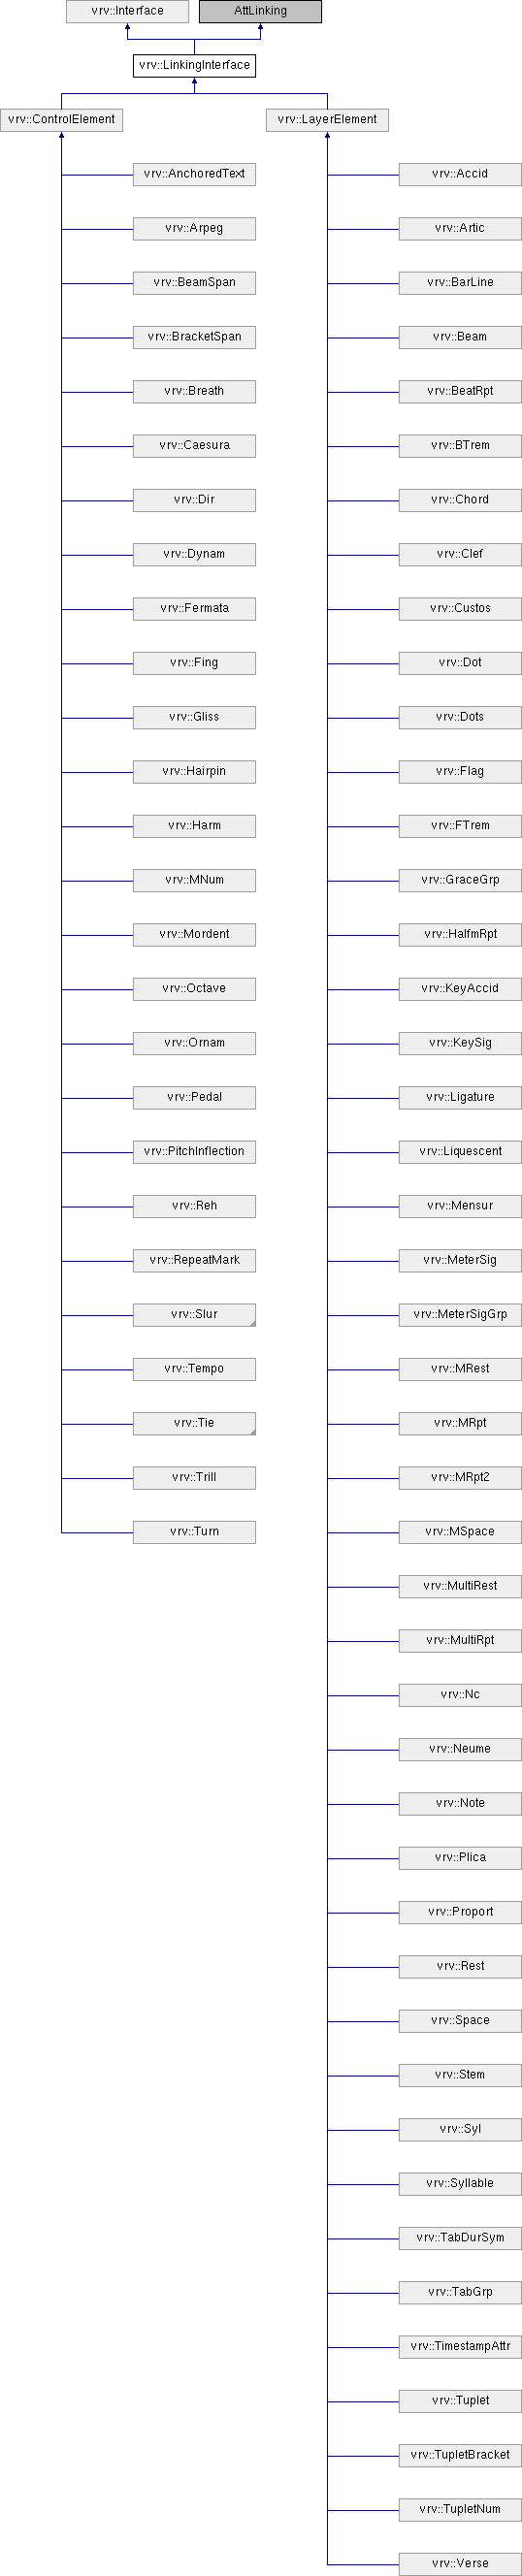 vrv::Interface
AttLinking
vrv::LinkingInterface
vrv::ControlElement
vrv::LayerElement
vrv::AnchoredText
vrv::Accid
vrv::Arpeg
vrv::Artic
vrv::BeamSpan
vrv::BarLine
vrv::BracketSpan
vrv::Beam
vrv::Breath
vrv::BeatRpt
vrv::Caesura
vrv::BTrem
vrv::Dir
vrv::Chord
vrv::Dynam
vrv::Clef
vrv::Fermata
vrv::Custos
vrv::Fing
vrv::Dot
vrv::Gliss
vrv::Dots
vrv::Hairpin
vrv::Flag
vrv::Harm
vrv::FTrem
vrv::MNum
vrv::GraceGrp
vrv::Mordent
vrv::HalfmRpt
vrv::Octave
vrv::KeyAccid
vrv::Ornam
vrv::KeySig
vrv::Pedal
vrv::Ligature
vrv::PitchInflection
vrv::Liquescent
vrv::Reh
vrv::Mensur
vrv::RepeatMark
vrv::MeterSig
vrv::Slur
vrv::MeterSigGrp
vrv::Tempo
vrv::MRest
vrv::Tie
vrv::MRpt
vrv::Trill
vrv::MRpt2
vrv::Turn
vrv::MSpace
vrv::MultiRest
vrv::MultiRpt
vrv::Nc
vrv::Neume
vrv::Note
vrv::Plica
vrv::Proport
vrv::Rest
vrv::Space
vrv::Stem
vrv::Syl
vrv::Syllable
vrv::TabDurSym
vrv::TabGrp
vrv::TimestampAttr
vrv::Tuplet
vrv::TupletBracket
vrv::TupletNum
vrv::Verse